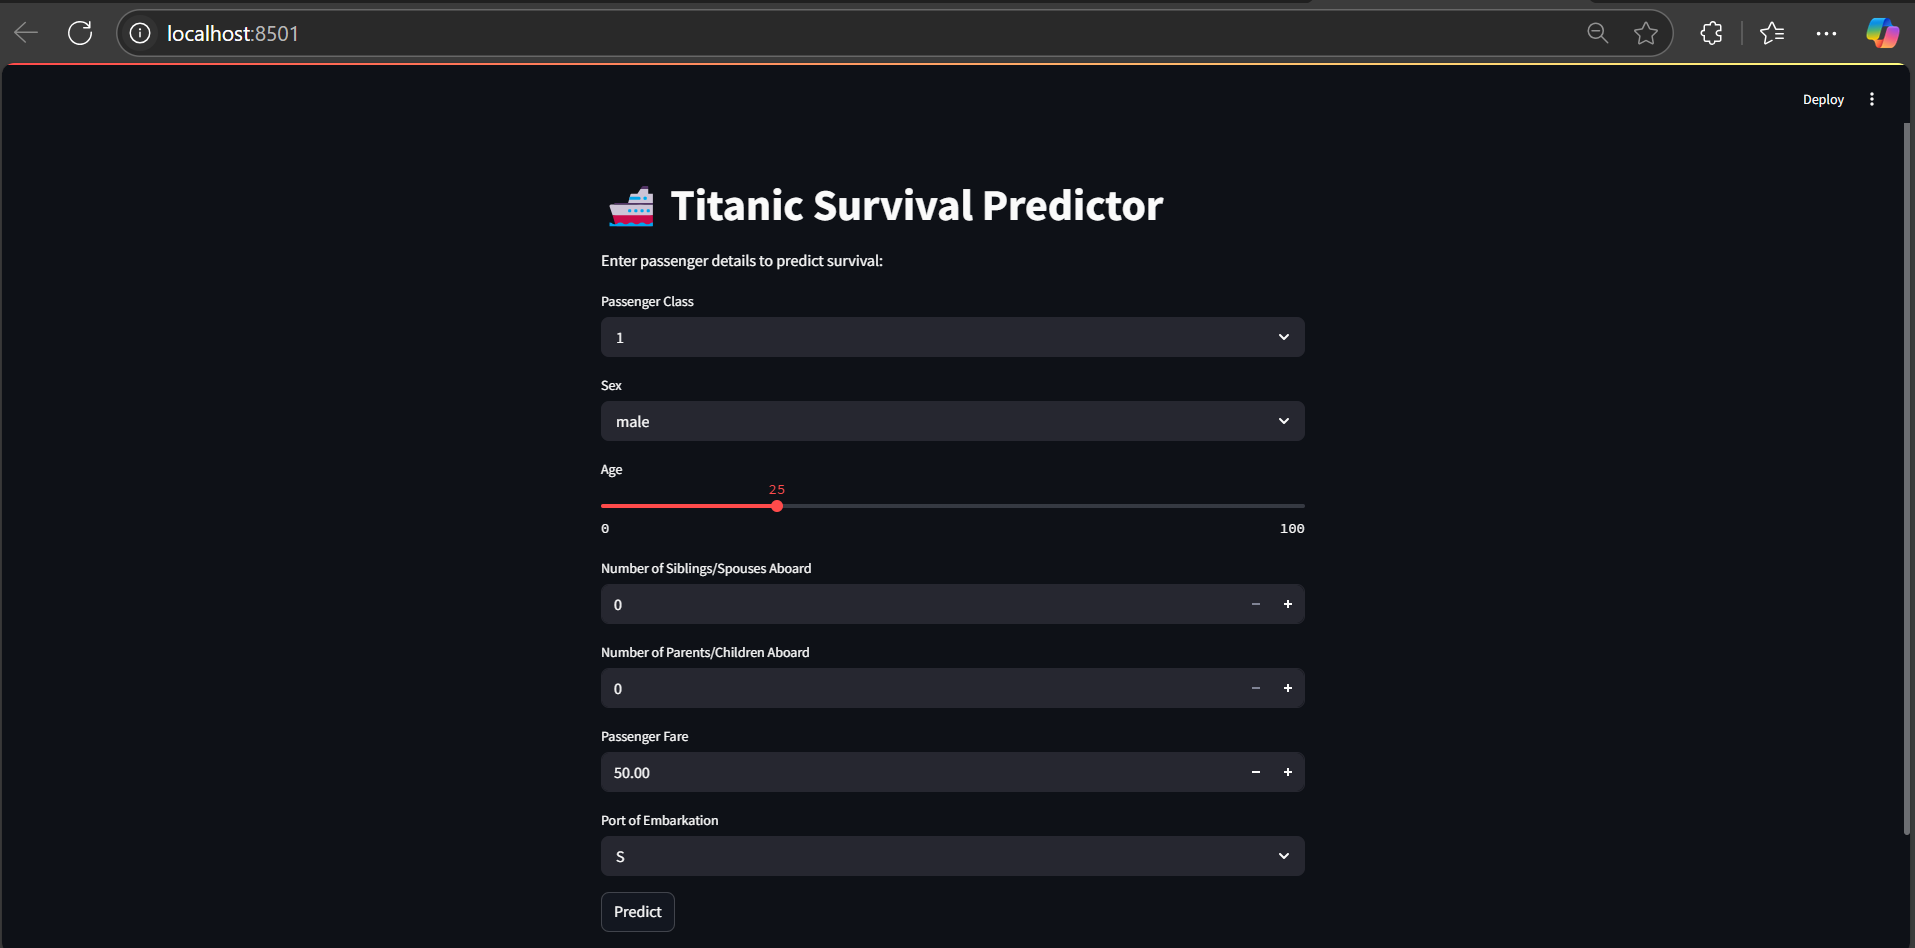 localhost:8501
Deploy
Titanic Survival Predictor
Enter passenger details to predict survival:
Passenger Class
1
Sex
male
Age
25
0 100
Number of Siblings/Spouses Aboard
0
Number of Parents/Children Aboard
0
Passenger Fare
50.00
Port of Embarkation
S
Predict